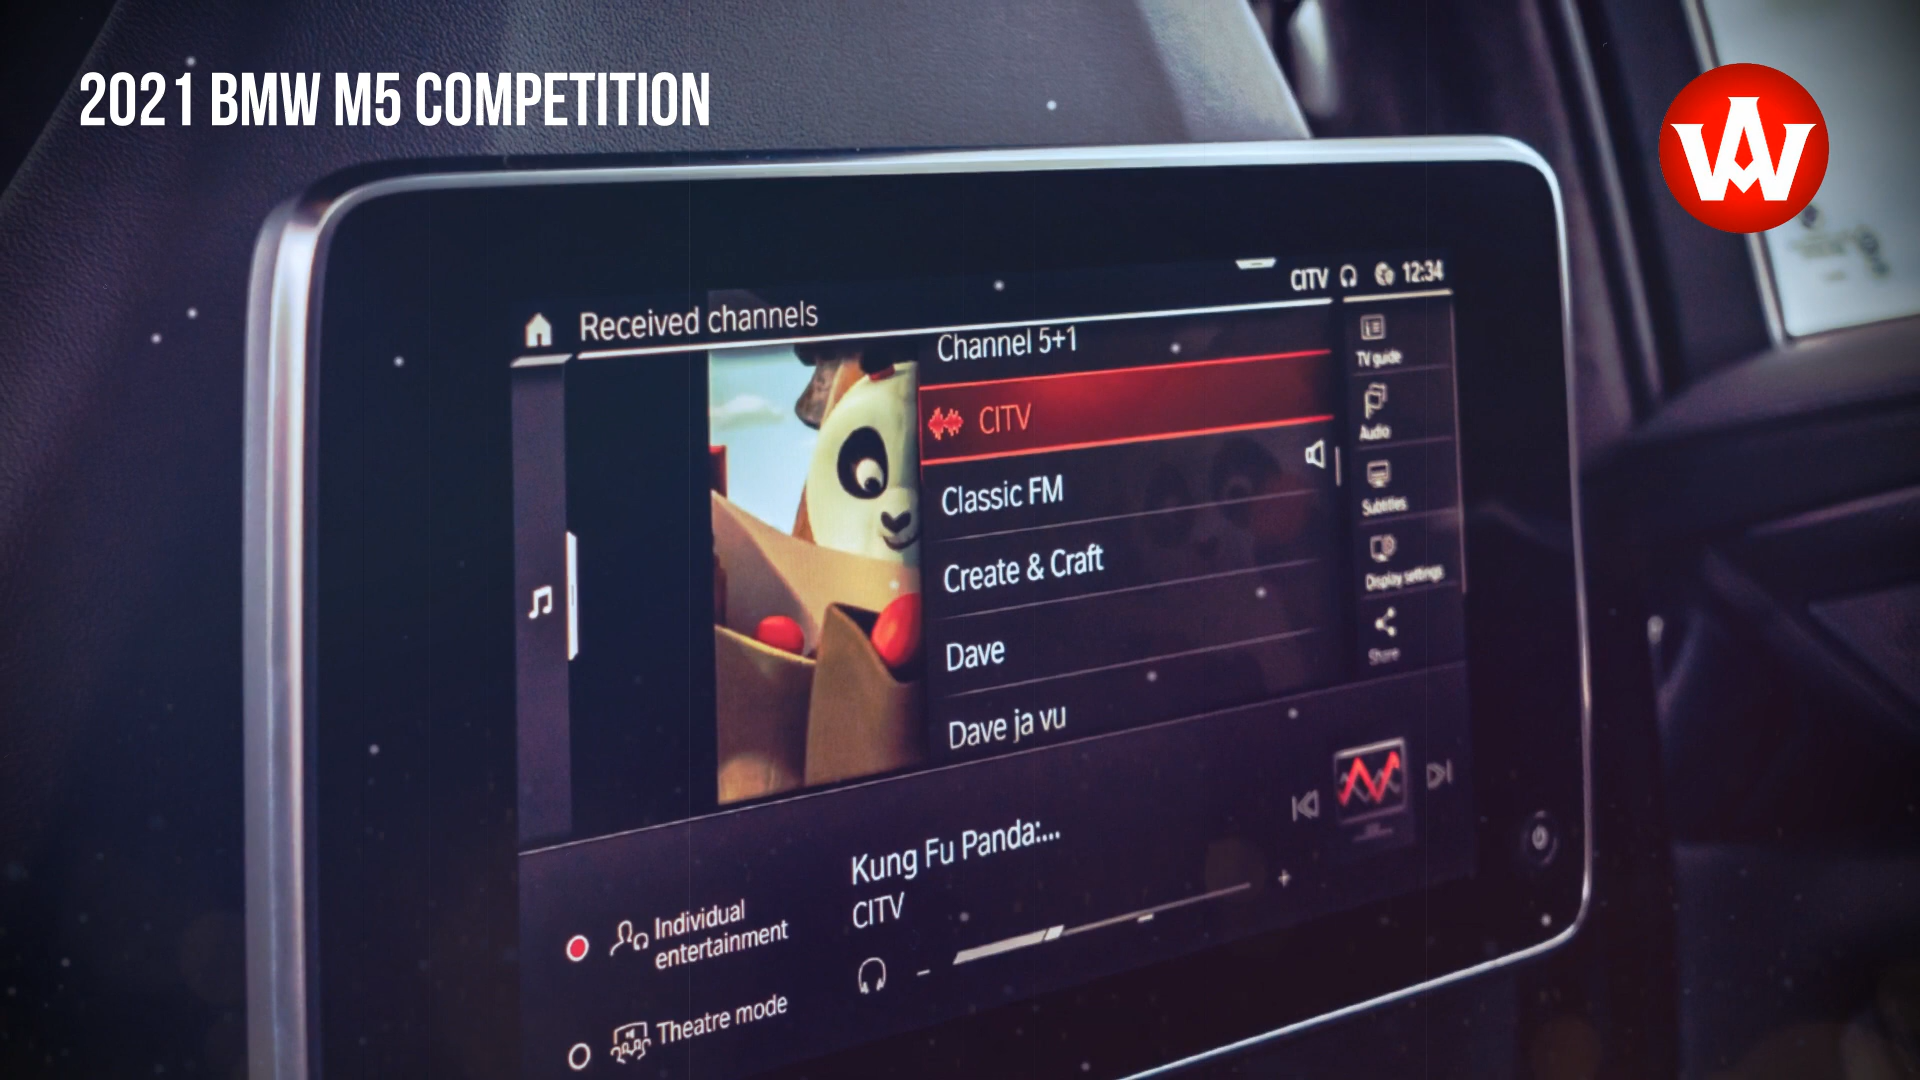 2021 BMW M5 COMPETITION
AW
CITV 12:34
Received channels
Channel 5+1
CITV
Classic FM
Create & Craft
Dave
Dave ja vu
TV guide
Audio
Subtitles
Display settings
Share
Kung Fu Panda:...
CITV
Individual
entertainment
Theatre mode